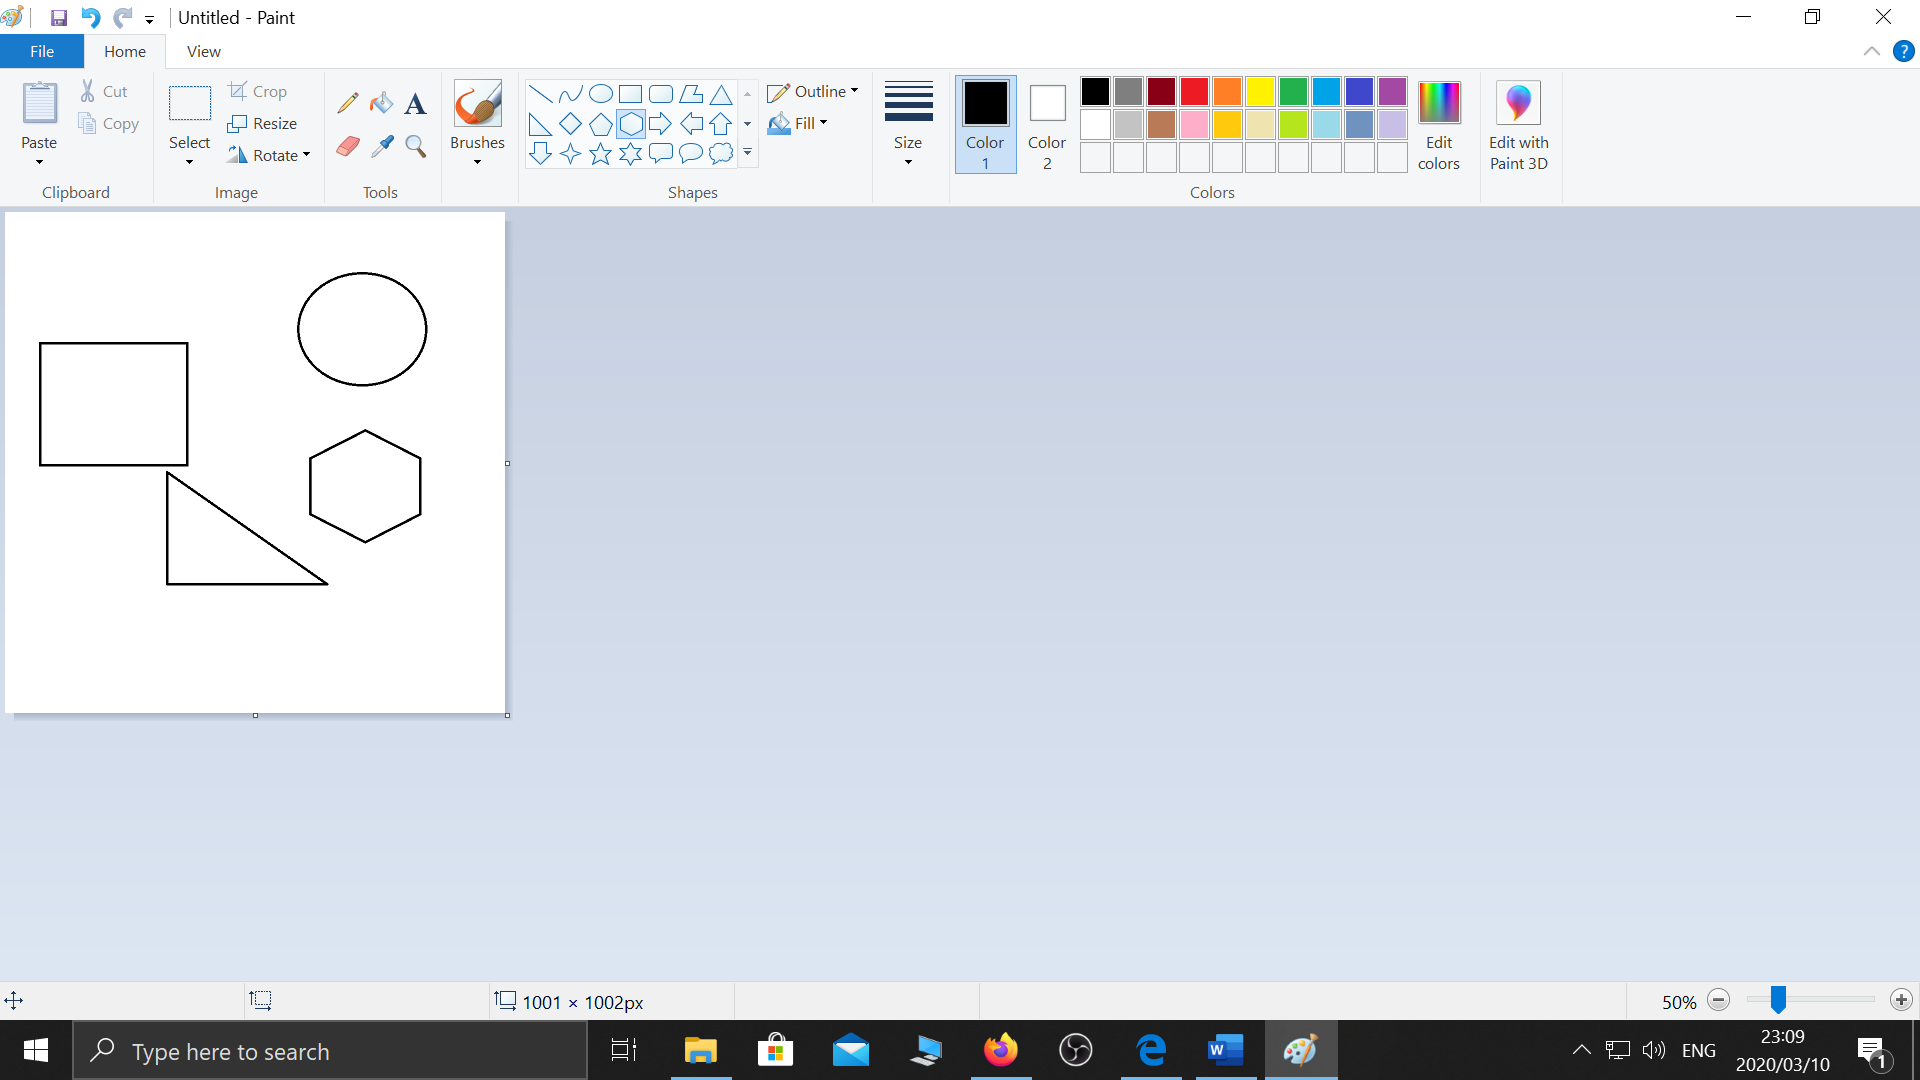 Untitled - Paint
File Home View
Paste
Cut
Copy
Clipboard
Select
Crop
Resize
Rotate
Image
A
Tools
Brushes
Outline
Fill
Shapes
Size
Color 1
Color 2
Edit colors
Colors
Edit with Paint 3D
1001 × 1002px
50%
Type here to search
W
ENG
23:09
2020/03/10
1